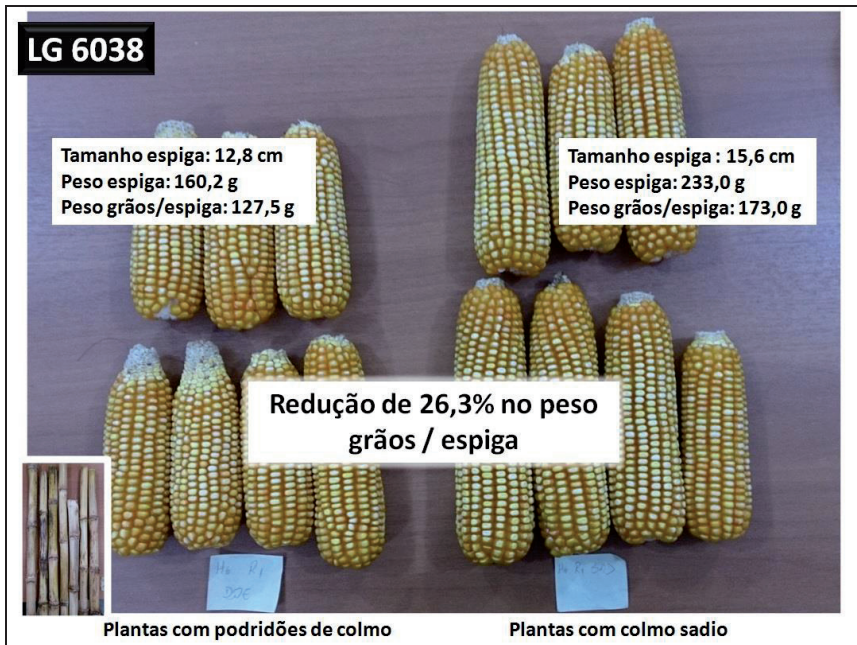 LG 6038
Tamanho espiga: 12,8 cm
Peso espiga: 160,2 g
Peso grãos/espiga: 127,5 g
Tamanho espiga : 15,6 cm
Peso espiga: 233,0 g
Peso grãos/espiga: 173,0 g
Redução de 26,3% no peso
grãos / espiga
Plantas com podridões de colmo
Plantas com colmo sadio